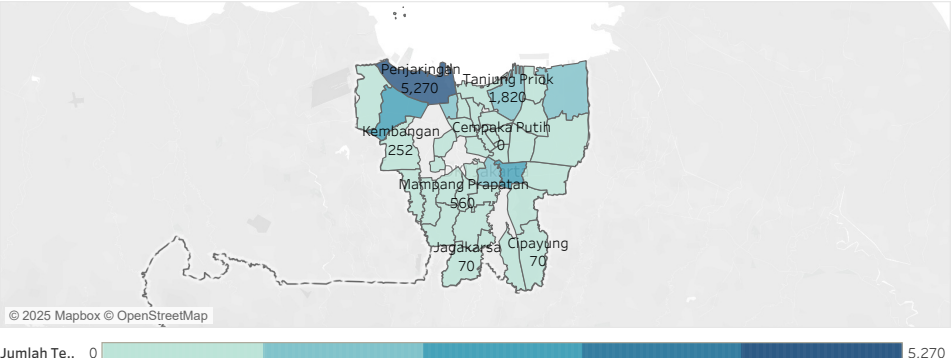 Penjaringan
5,270
Tanjung Priok
1,820
Kembangan
252
Cempaka Putih
0
Mampang Prapatan
560
Jagakarsa
70
Cipayung
70
© 2025 Mapbox © OpenStreetMap
Jumlah Te.. 0 5.270